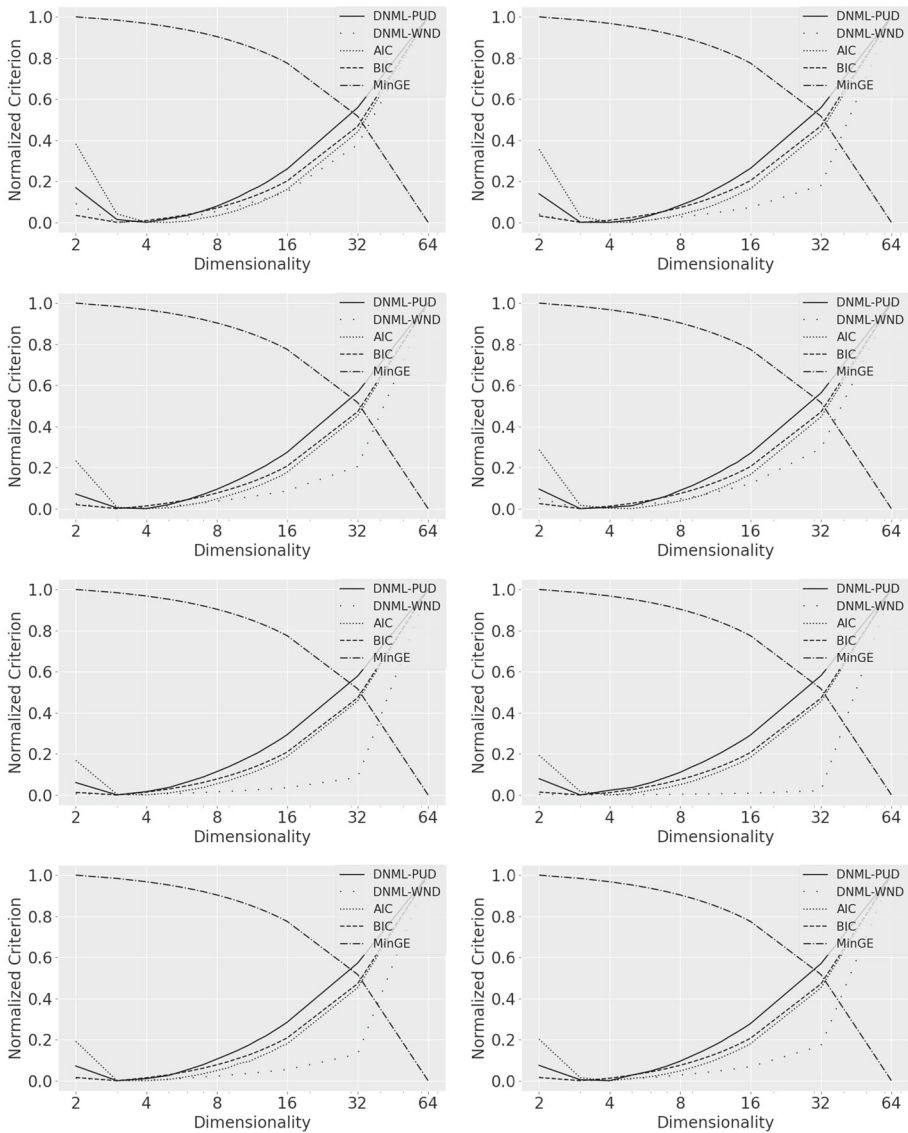 DNML-PUD
DNML-WND
AIC
BIC
MinGE
Normalized Criterion
1.0
0.8
0.6
0.4
0.2
0.0
2 4 8 16 32 64
Dimensionality
DNML-PUD
DNML-WND
AIC
BIC
MinGE
Normalized Criterion
1.0
0.8
0.6
0.4
0.2
0.0
2 4 8 16 32 64
Dimensionality
DNML-PUD
DNML-WND
AIC
BIC
MinGE
Normalized Criterion
1.0
0.8
0.6
0.4
0.2
0.0
2 4 8 16 32 64
Dimensionality
DNML-PUD
DNML-WND
AIC
BIC
MinGE
Normalized Criterion
1.0
0.8
0.6
0.4
0.2
0.0
2 4 8 16 32 64
Dimensionality
DNML-PUD
DNML-WND
AIC
BIC
MinGE
Normalized Criterion
1.0
0.8
0.6
0.4
0.2
0.0
2 4 8 16 32 64
Dimensionality
DNML-PUD
DNML-WND
AIC
BIC
MinGE
Normalized Criterion
1.0
0.8
0.6
0.4
0.2
0.0
2 4 8 16 32 64
Dimensionality
DNML-PUD
DNML-WND
AIC
BIC
MinGE
Normalized Criterion
1.0
0.8
0.6
0.4
0.2
0.0
2 4 8 16 32 64
Dimensionality
DNML-PUD
DNML-WND
AIC
BIC
MinGE
Normalized Criterion
1.0
0.8
0.6
0.4
0.2
0.0
2 4 8 16 32 64
Dimensionality